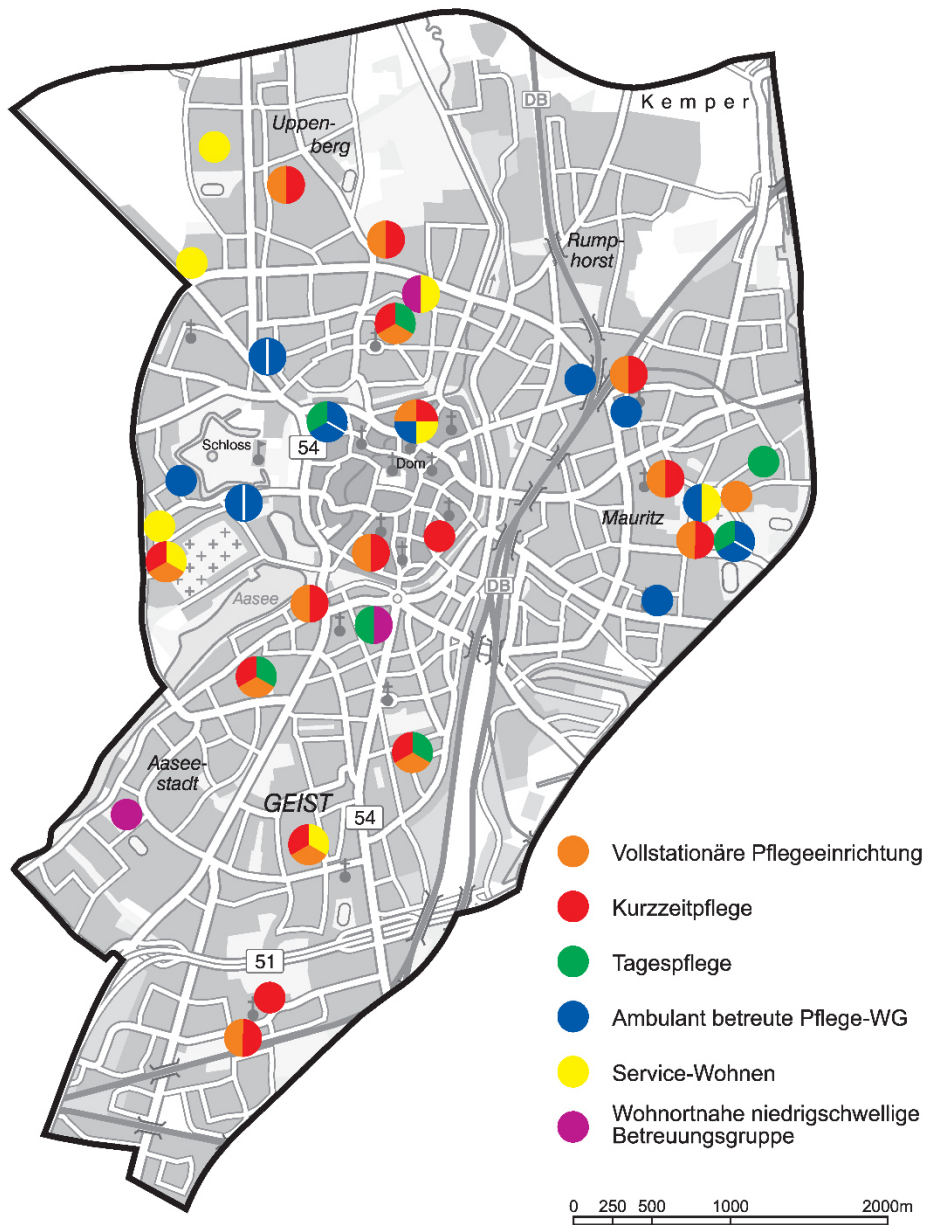 DB
Kemper
Uppen-
berg
Rump-
horst
Schloss
54
Dom
Mauritz
DB
Aasee
Aasee-
stadt
GEIST
54
51
Vollstationäre Pflegeeinrichtung
Kurzzeitpflege
Tagespflege
Ambulant betreute Pflege-WG
Service-Wohnen
Wohnortnahe niedrigschwellige
Betreuungsgruppe
0 250 500 1000 2000m